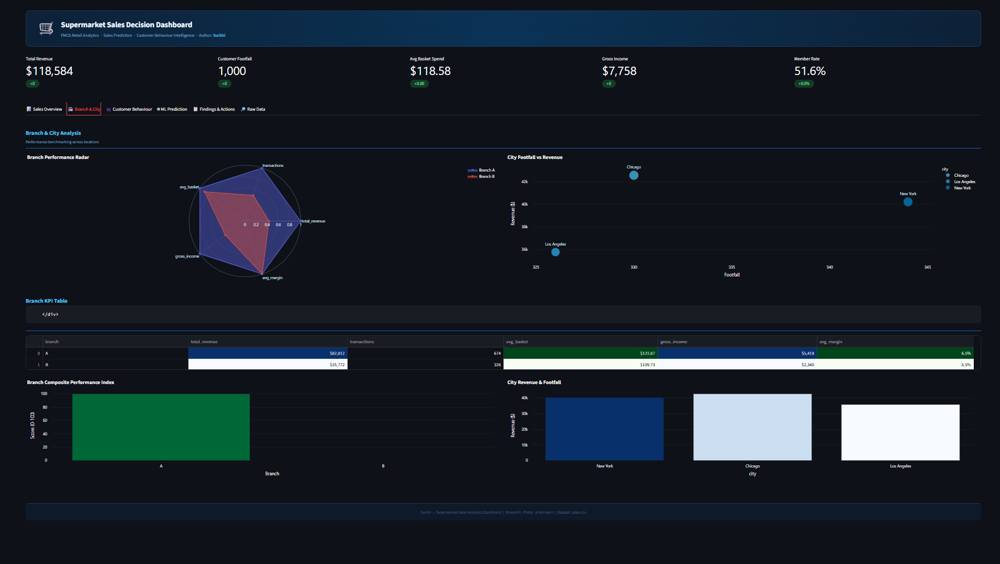 Supermarket Sales Decision Dashboard
FMCG Retail Analytics · Sales Prediction · Customer Behaviour Intelligence · Author: Surbhi
Total Revenue
$118,584
+0
Customer Footfall
1,000
+0
Avg Basket Spend
$118.58
+0.00
Gross Income
$7,758
+0
Member Rate
51.6%
+0.0%
Sales Overview Branch & City Customer Behaviour ML Prediction Findings & Actions Raw Data
Branch & City Analysis
Performance benchmarking across locations
Branch Performance Radar
transactions
avg_basket
total_revenue
gross_income
avg_margin
0 0.2 0.4 0.6 0.8 1
Branch A
Branch B
City Footfall vs Revenue
Chicago
New York
Los Angeles
42k
40k
38k
36k
Revenue ($)
325 330 335 340 345
Footfall
city
Chicago
Los Angeles
New York
Branch KPI Table
</div>
branch total_revenue transactions avg_basket gross_income avg_margin
0 A $82,812 674 $122.87 $5,418 6.5%
1 B $35,772 326 $109.73 $2,340 6.5%
Branch Composite Performance Index
100
80
60
40
20
0
Score (0-100)
A B
Branch
City Revenue & Footfall
40k
30k
20k
10k
0
Revenue ($)
New York Chicago Los Angeles
city
Surbhi — Supermarket Sales Analytics Dashboard | Streamlit · Plotly · scikit-learn | Dataset: sales.csv